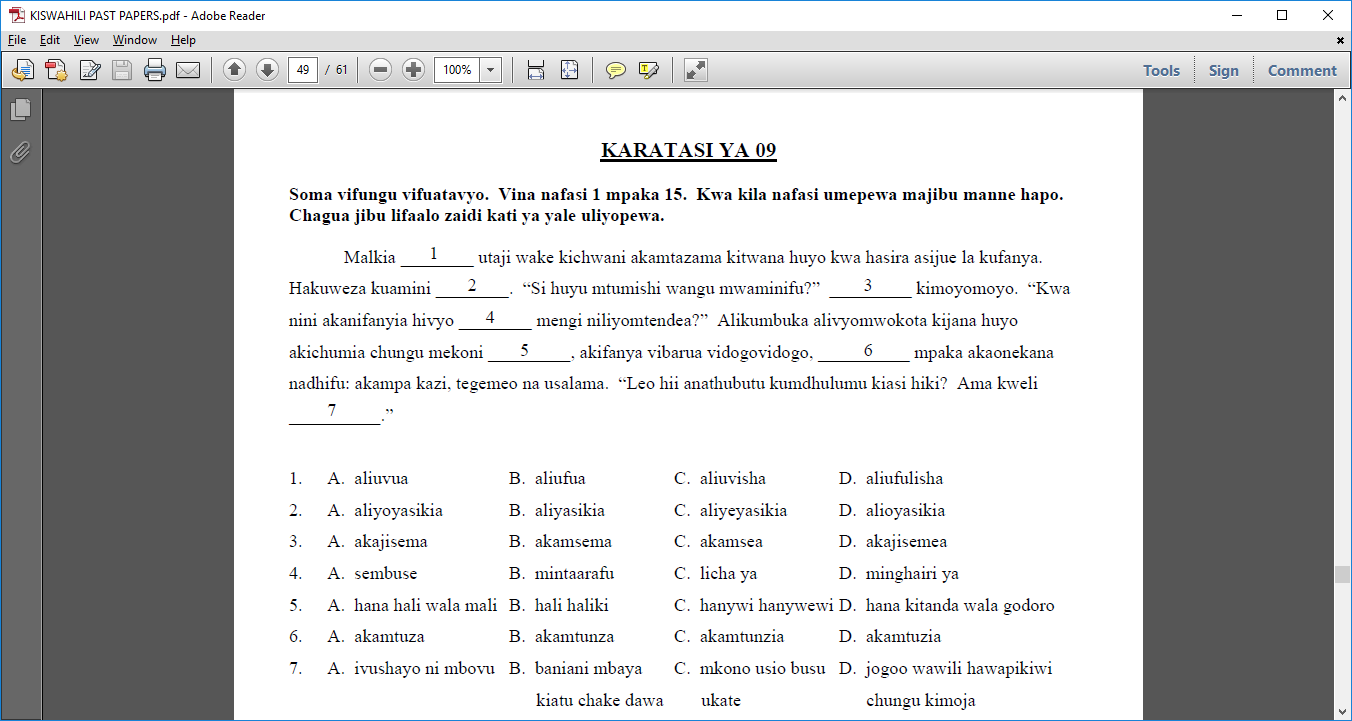 KISWAHILI PAST PAPERS.pdf - Adobe Reader
File Edit View Window Help
49 / 61 100% Tools Sign Comment
KARATASI YA 09
Soma vifungu vifuatavyo. Vina nafasi 1 mpaka 15. Kwa kila nafasi umepewa majibu manne hapo.
Chagua jibu lifaalo zaidi kati ya yale uliyopewa.
Malkia ___1___ utaji wake kichwani akamtazama kitwana huyo kwa hasira asijue la kufanya.
Hakuweza kuamini ___2___. “Si huyu mtumishi wangu mwaminifu?” ___3___ kimoyomoyo. “Kwa
nini akanifanyia hivyo ___4___ mengi niliyomtendea?” Alikumbuka alivyomwokota kijana huyo
akichumia chungu mekoni ___5___, akifanya vibarua vidogovidogo, ___6___ mpaka akaonekana
nadhifu: akampa kazi, tegemeo na usalama. “Leo hii anathubutu kumdhulumu kiasi hiki? Ama kweli
___7___.”
1. A. aliuvua B. aliufua C. aliuvisha D. aliufulisha
2. A. aliyoyasikia B. aliyasikia C. aliyeyasikia D. alioyasikia
3. A. akajisema B. akamsema C. akamsea D. akajisemea
4. A. sembuse B. mintaarafu C. licha ya D. minghairi ya
5. A. hana hali wala mali B. hali haliki C. hanywi hanywewi D. hana kitanda wala godoro
6. A. akamtuza B. akamtunza C. akamtunzia D. akamtuzia
7. A. ivushayo ni mbovu B. baniani mbaya C. mkono usio busu D. jogoo wawili hawapikiwi
kiatu chake dawa ukate chungu kimoja